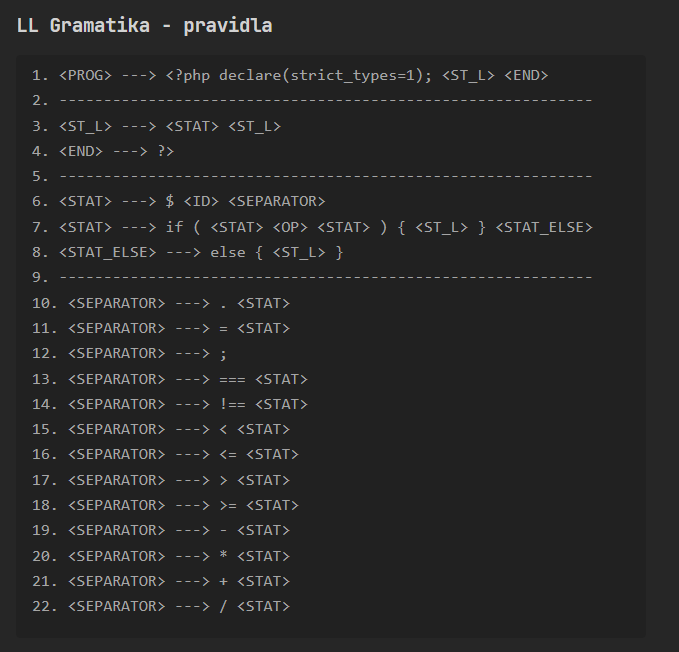 LL Gramatika - pravidla
1. <PROG> ---> <?php declare(strict_types=1); <ST_L> <END>
2. ------------------------------------------------------------
3. <ST_L> ---> <STAT> <ST_L>
4. <END> ---> ?>
5. ------------------------------------------------------------
6. <STAT> ---> $ <ID> <SEPARATOR>
7. <STAT> ---> if ( <STAT> <OP> <STAT> ) { <ST_L> } <STAT_ELSE>
8. <STAT_ELSE> ---> else { <ST_L> }
9. ------------------------------------------------------------
10. <SEPARATOR> ---> . <STAT>
11. <SEPARATOR> ---> = <STAT>
12. <SEPARATOR> ---> ;
13. <SEPARATOR> ---> === <STAT>
14. <SEPARATOR> ---> !== <STAT>
15. <SEPARATOR> ---> < <STAT>
16. <SEPARATOR> ---> <= <STAT>
17. <SEPARATOR> ---> > <STAT>
18. <SEPARATOR> ---> >= <STAT>
19. <SEPARATOR> ---> - <STAT>
20. <SEPARATOR> ---> * <STAT>
21. <SEPARATOR> ---> + <STAT>
22. <SEPARATOR> ---> / <STAT>